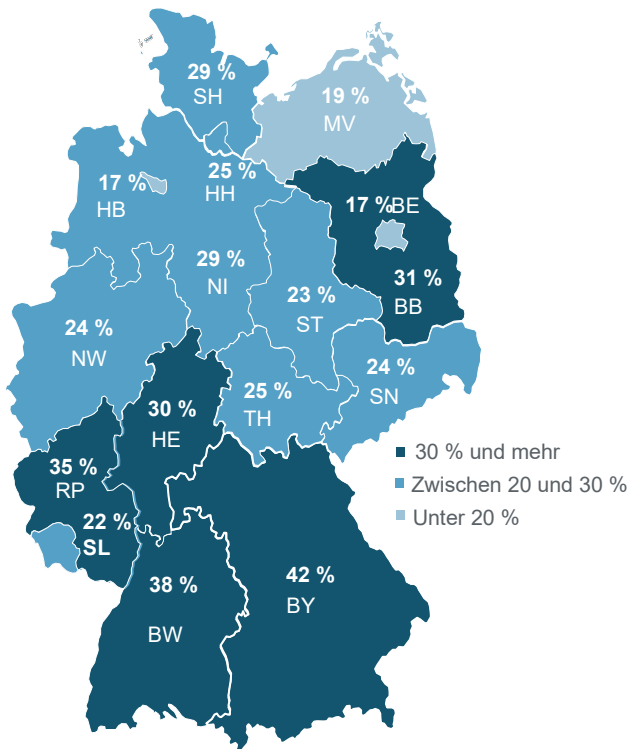 29 %
SH
19 %
MV
25 %
HH
17 %
HB
17 % BE
29 %
NI
31 %
BB
23 %
ST
24 %
NW
24 %
SN
25 %
TH
30 %
HE
35 %
RP
22 %
SL
38 %
BW
42 %
BY
30 % und mehr
Zwischen 20 und 30 %
Unter 20 %